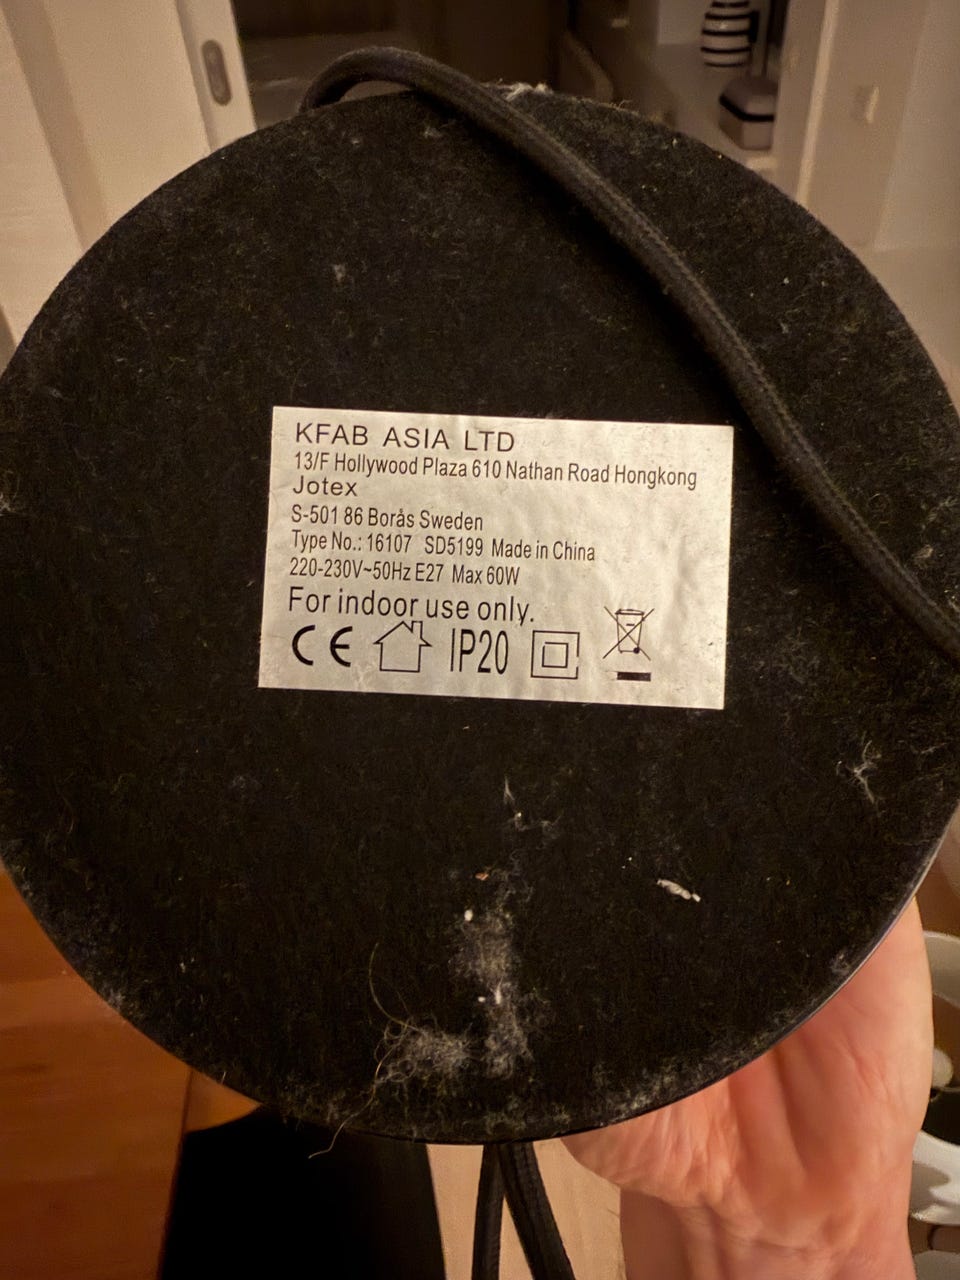 KFAB ASIA LTD
13/F Hollywood Plaza 610 Nathan Road Hongkong
Jotex
S-501 86 Borås Sweden
Type No.: 16107 SD5199 Made in China
220-230V~50Hz E27 Max 60W
For indoor use only.
CE IP20